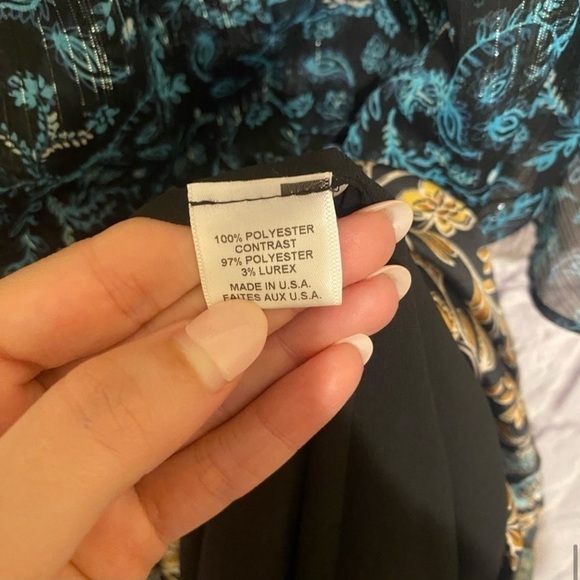 100% POLYESTER
CONTRAST
97% POLYESTER
3% LUREX
MADE IN U.S.A.
FAITES AUX U.S.A.